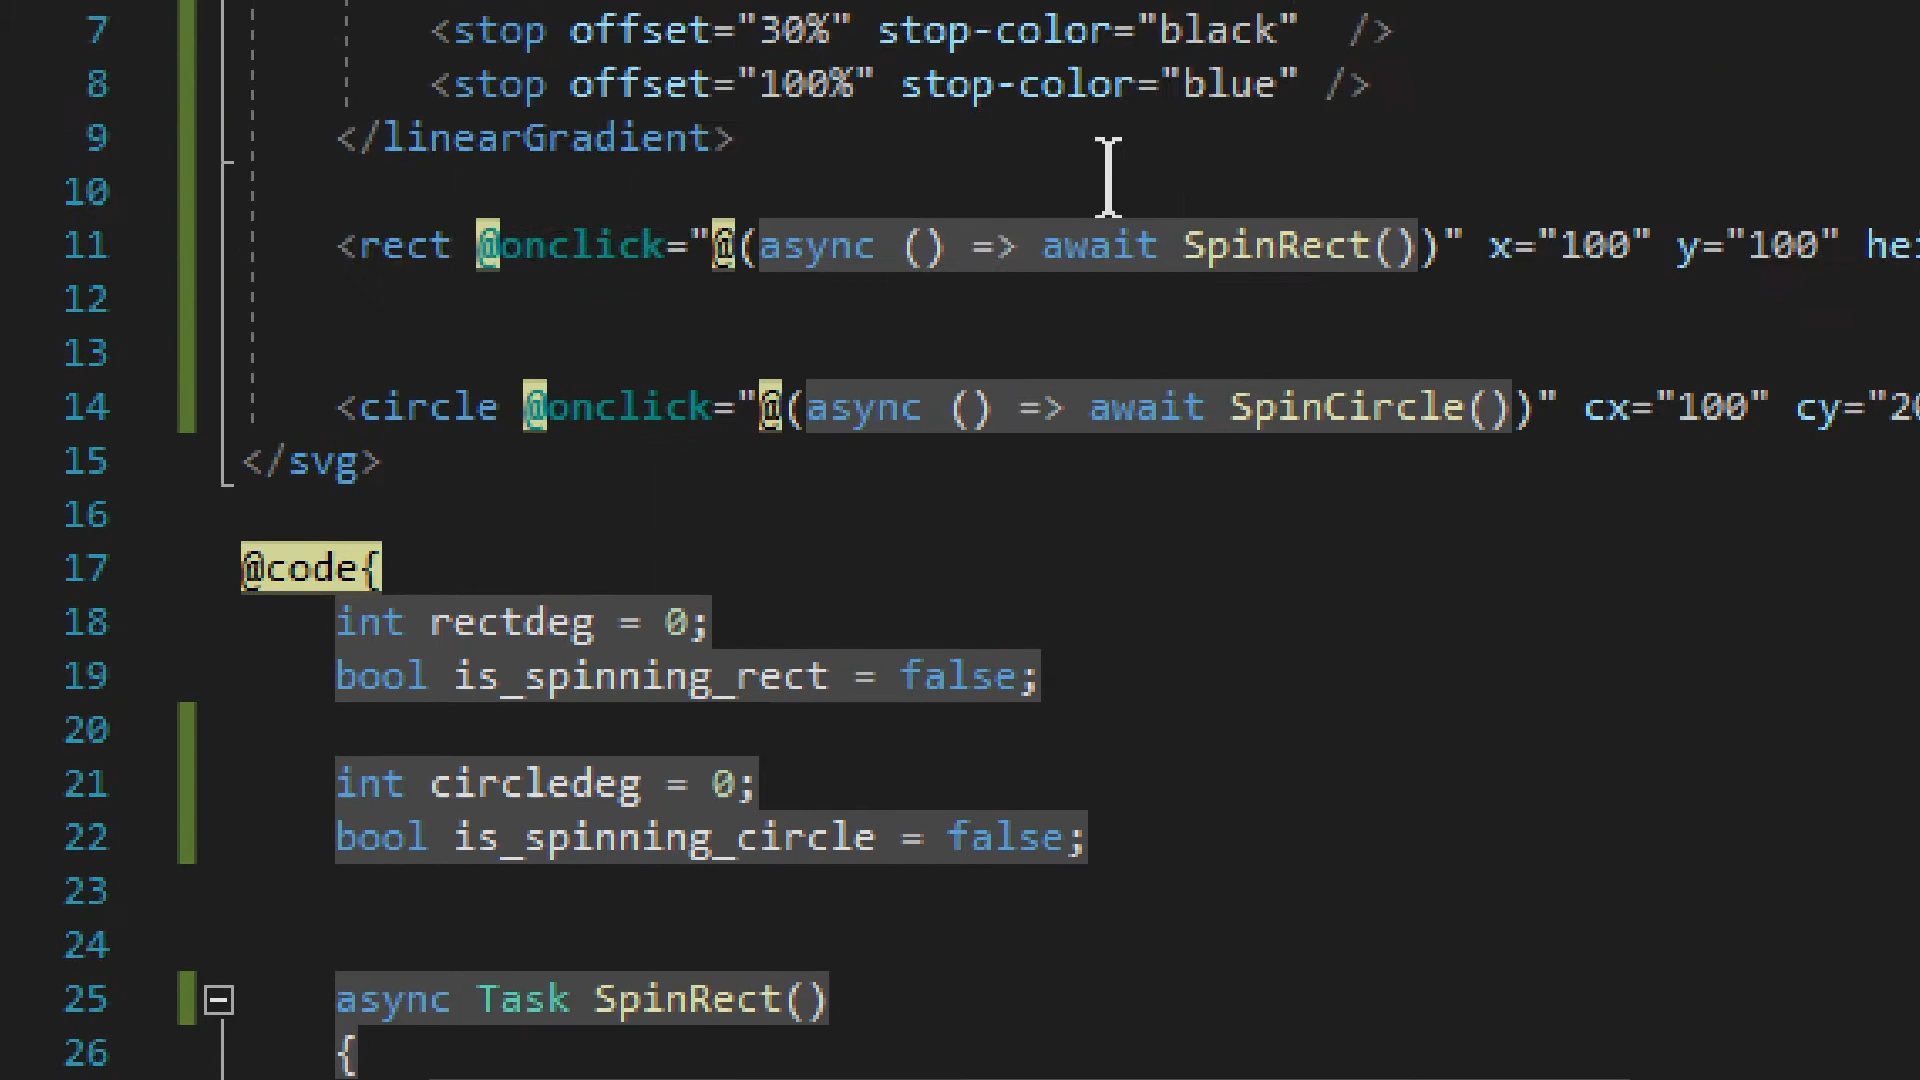 7 <stop offset="30%" stop-color="black"  />
8 <stop offset="100%" stop-color="blue" />
9 </linearGradient>
10
11 <rect @onclick="@(async () => await SpinRect())" x="100" y="100" hei
12
13
14 <circle @onclick="@(async () => await SpinCircle())" cx="100" cy="20
15 </svg>
16
17 @code{
18 int rectdeg = 0;
19 bool is_spinning_rect = false;
20
21 int circledeg = 0;
22 bool is_spinning_circle = false;
23
24
25 async Task SpinRect()
26 {